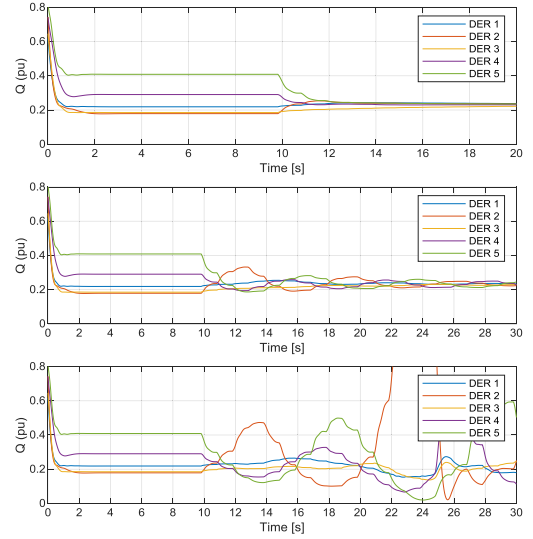 0.8
0.6
0.4
0.2
0
Q (pu)
0 2 4 6 8 10 12 14 16 18 20
Time [s]
DER 1
DER 2
DER 3
DER 4
DER 5
0.8
0.6
0.4
0.2
0
Q (pu)
0 2 4 6 8 10 12 14 16 18 20 22 24 26 28 30
Time [s]
DER 1
DER 2
DER 3
DER 4
DER 5
0.8
0.6
0.4
0.2
0
Q (pu)
0 2 4 6 8 10 12 14 16 18 20 22 24 26 28 30
Time [s]
DER 1
DER 2
DER 3
DER 4
DER 5